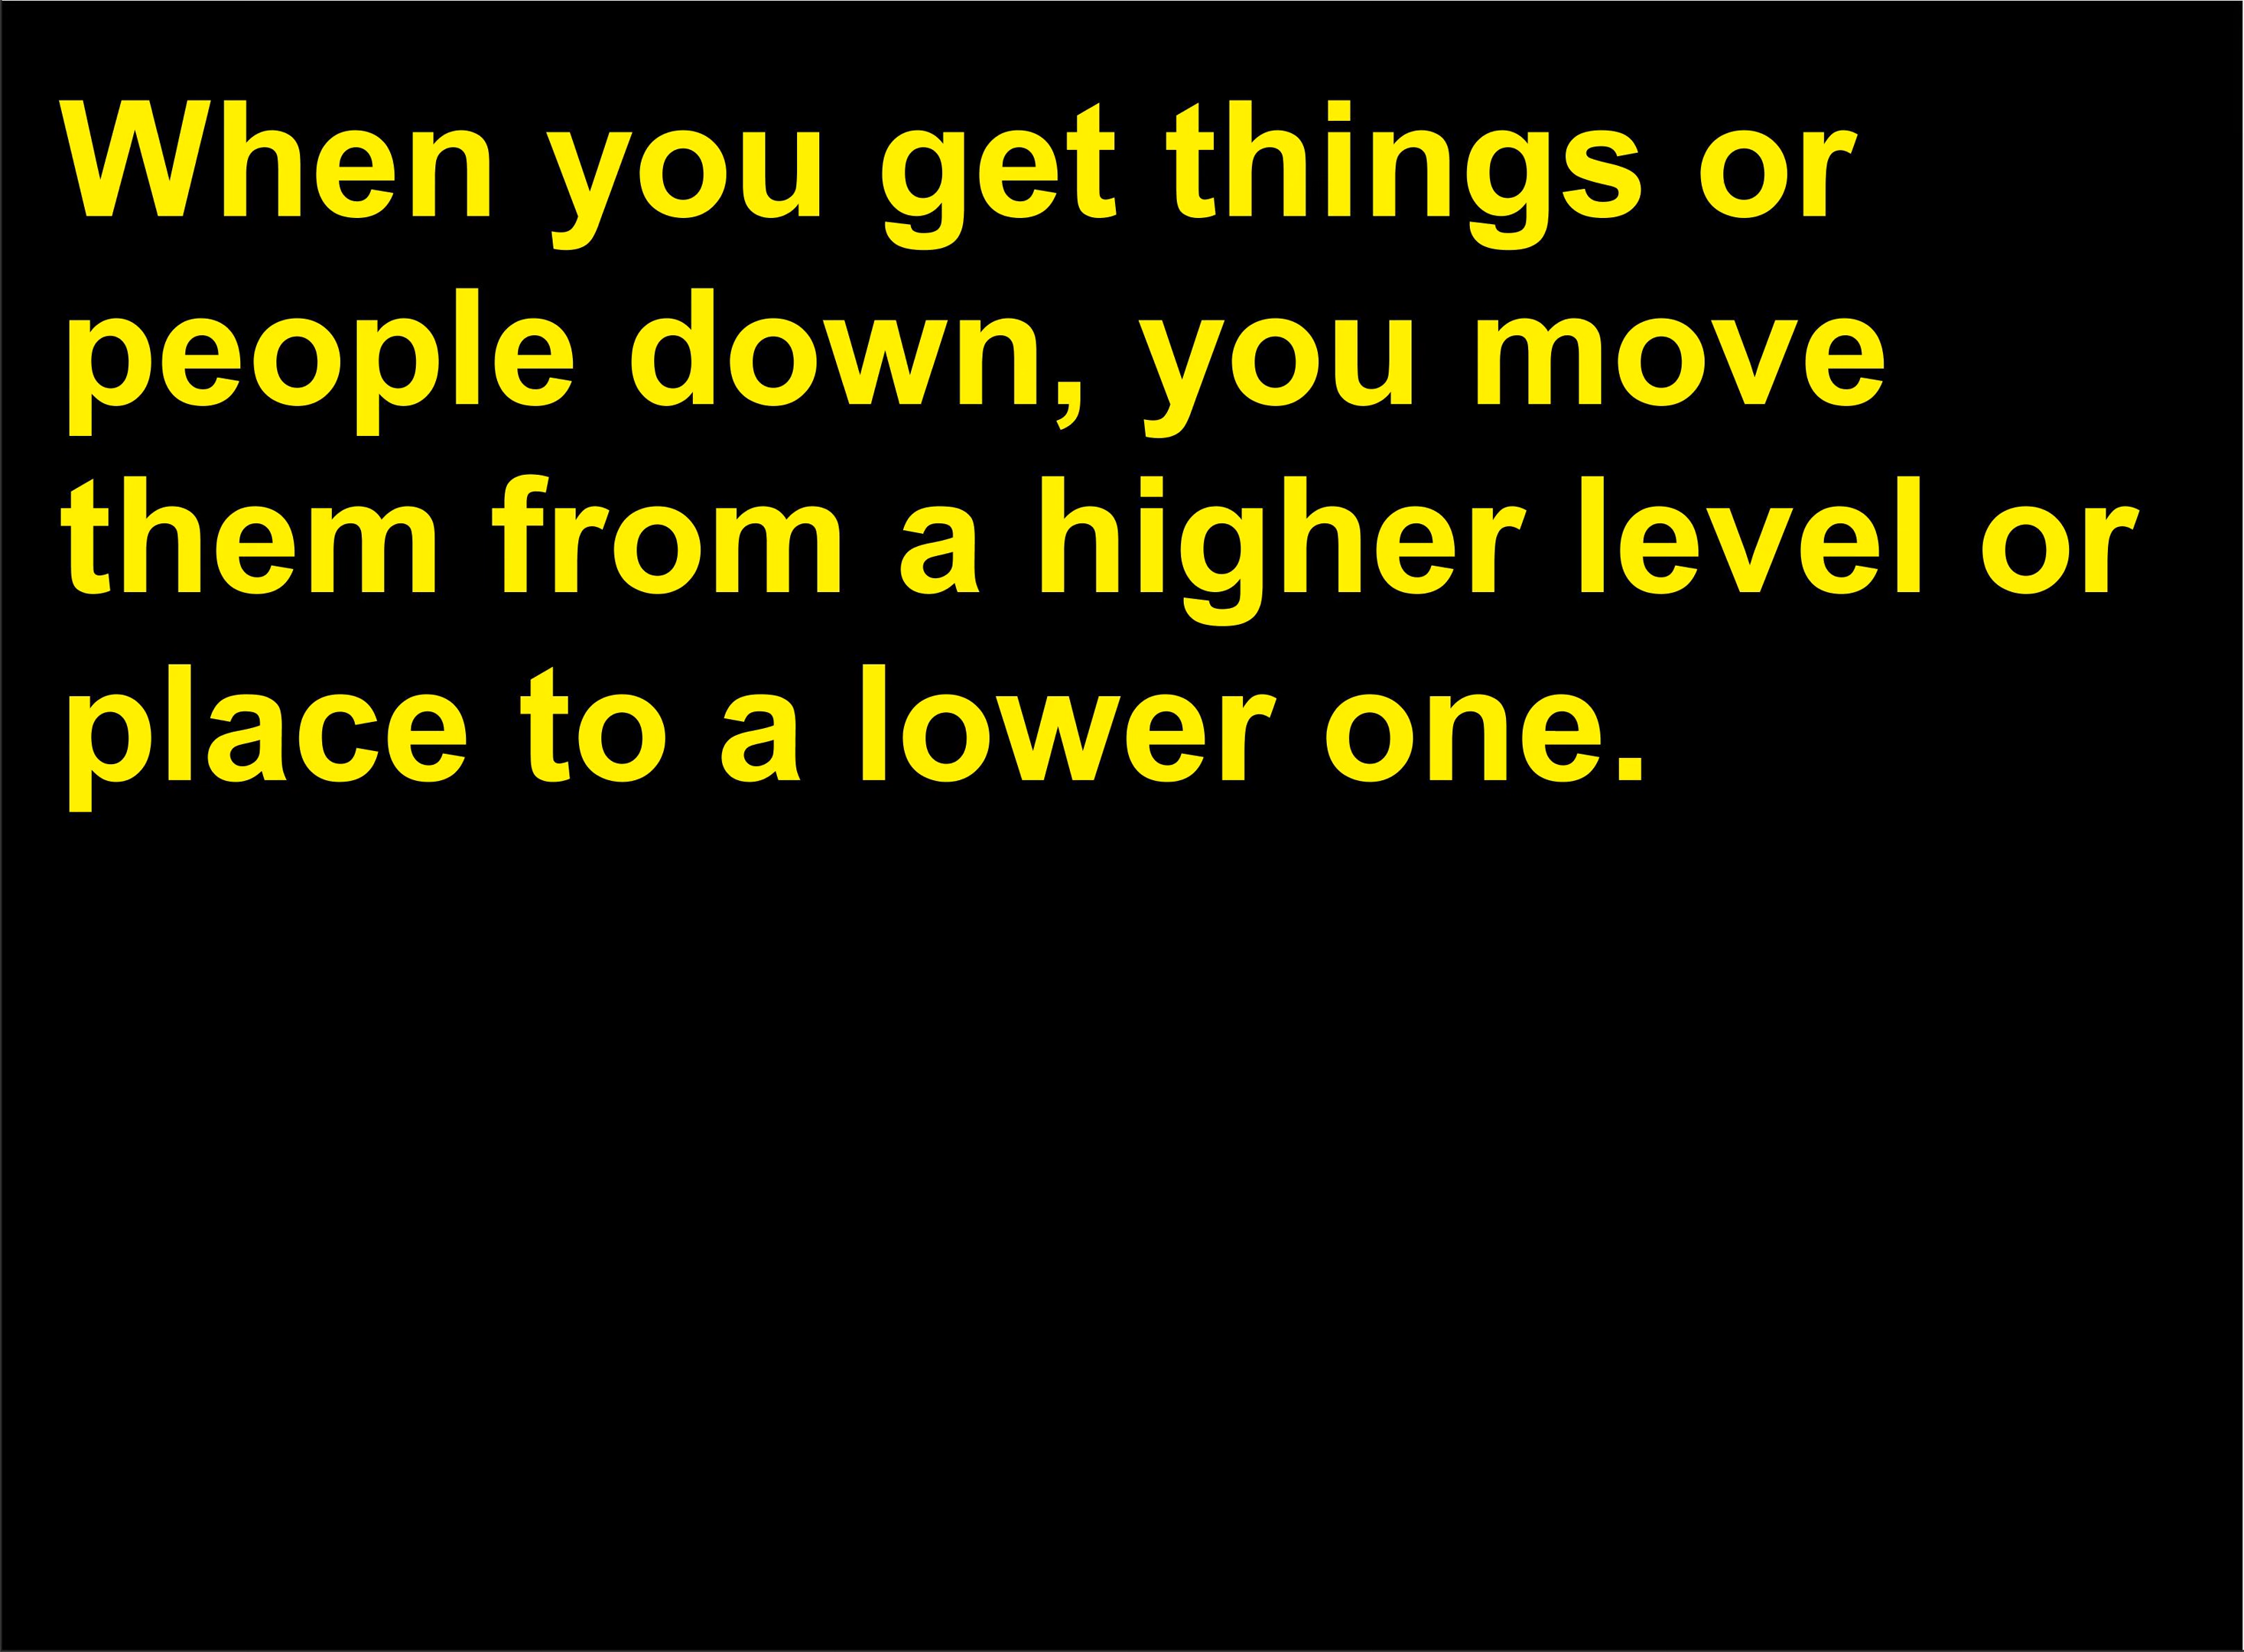 When you get things or
people down, you move
them from a higher level or
place to a lower one.